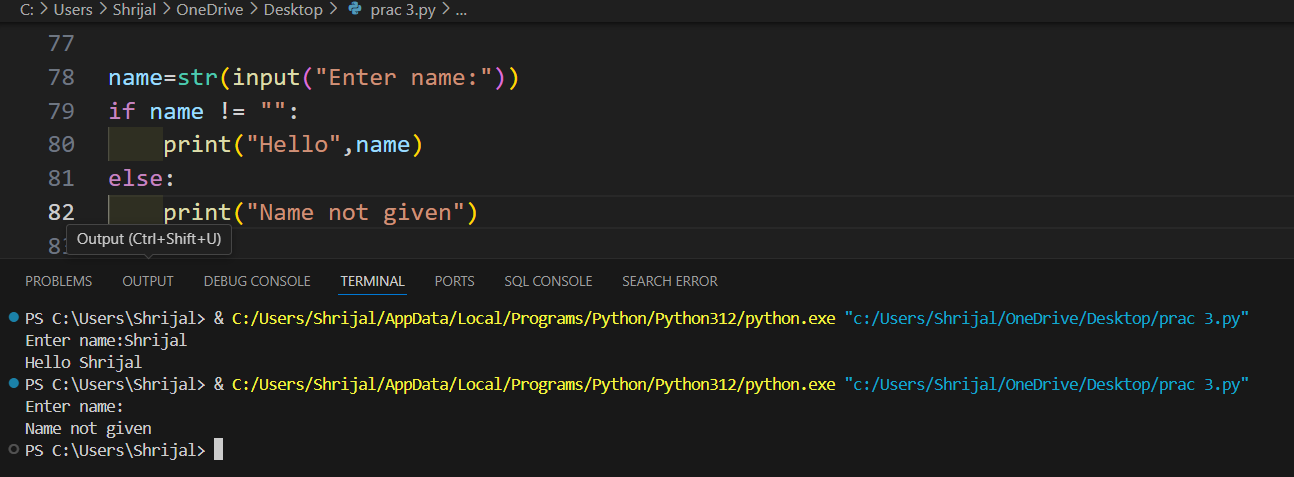 C: > Users > Shrijal > OneDrive > Desktop > prac 3.py > ...
77
78 name=str(input("Enter name:"))
79 if name != "":
80     print("Hello",name)
81 else:
82     print("Name not given")
Output (Ctrl+Shift+U)
PROBLEMS OUTPUT DEBUG CONSOLE TERMINAL PORTS SQL CONSOLE SEARCH ERROR
PS C:\Users\Shrijal> & C:/Users/Shrijal/AppData/Local/Programs/Python/Python312/python.exe "c:/Users/Shrijal/OneDrive/Desktop/prac 3.py"
Enter name:Shrijal
Hello Shrijal
PS C:\Users\Shrijal> & C:/Users/Shrijal/AppData/Local/Programs/Python/Python312/python.exe "c:/Users/Shrijal/OneDrive/Desktop/prac 3.py"
Enter name:
Name not given
PS C:\Users\Shrijal>